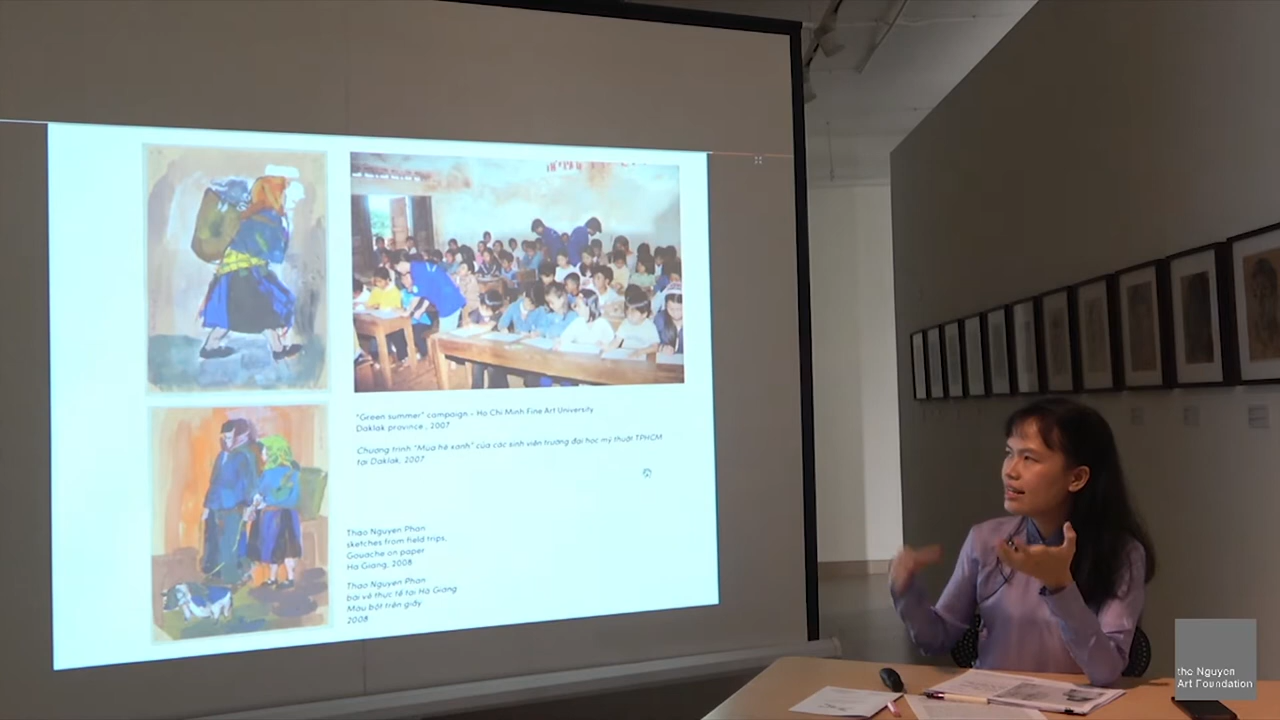 "Green summer" campaign – Ho Chi Minh Fine Art University
Daklak province , 2007
Chương trình "Mùa hè xanh" của các sinh viên trường đại học mỹ thuật TPHCM
tại Daklak, 2007
Thao Nguyen Phan
sketches from field trips,
Gouache on paper
Ha Giang, 2008
Thao Nguyen Phan
bài vẽ thực tế tại Hà Giang
Màu bột trên giấy
2008
the Nguyen
Art Foundation